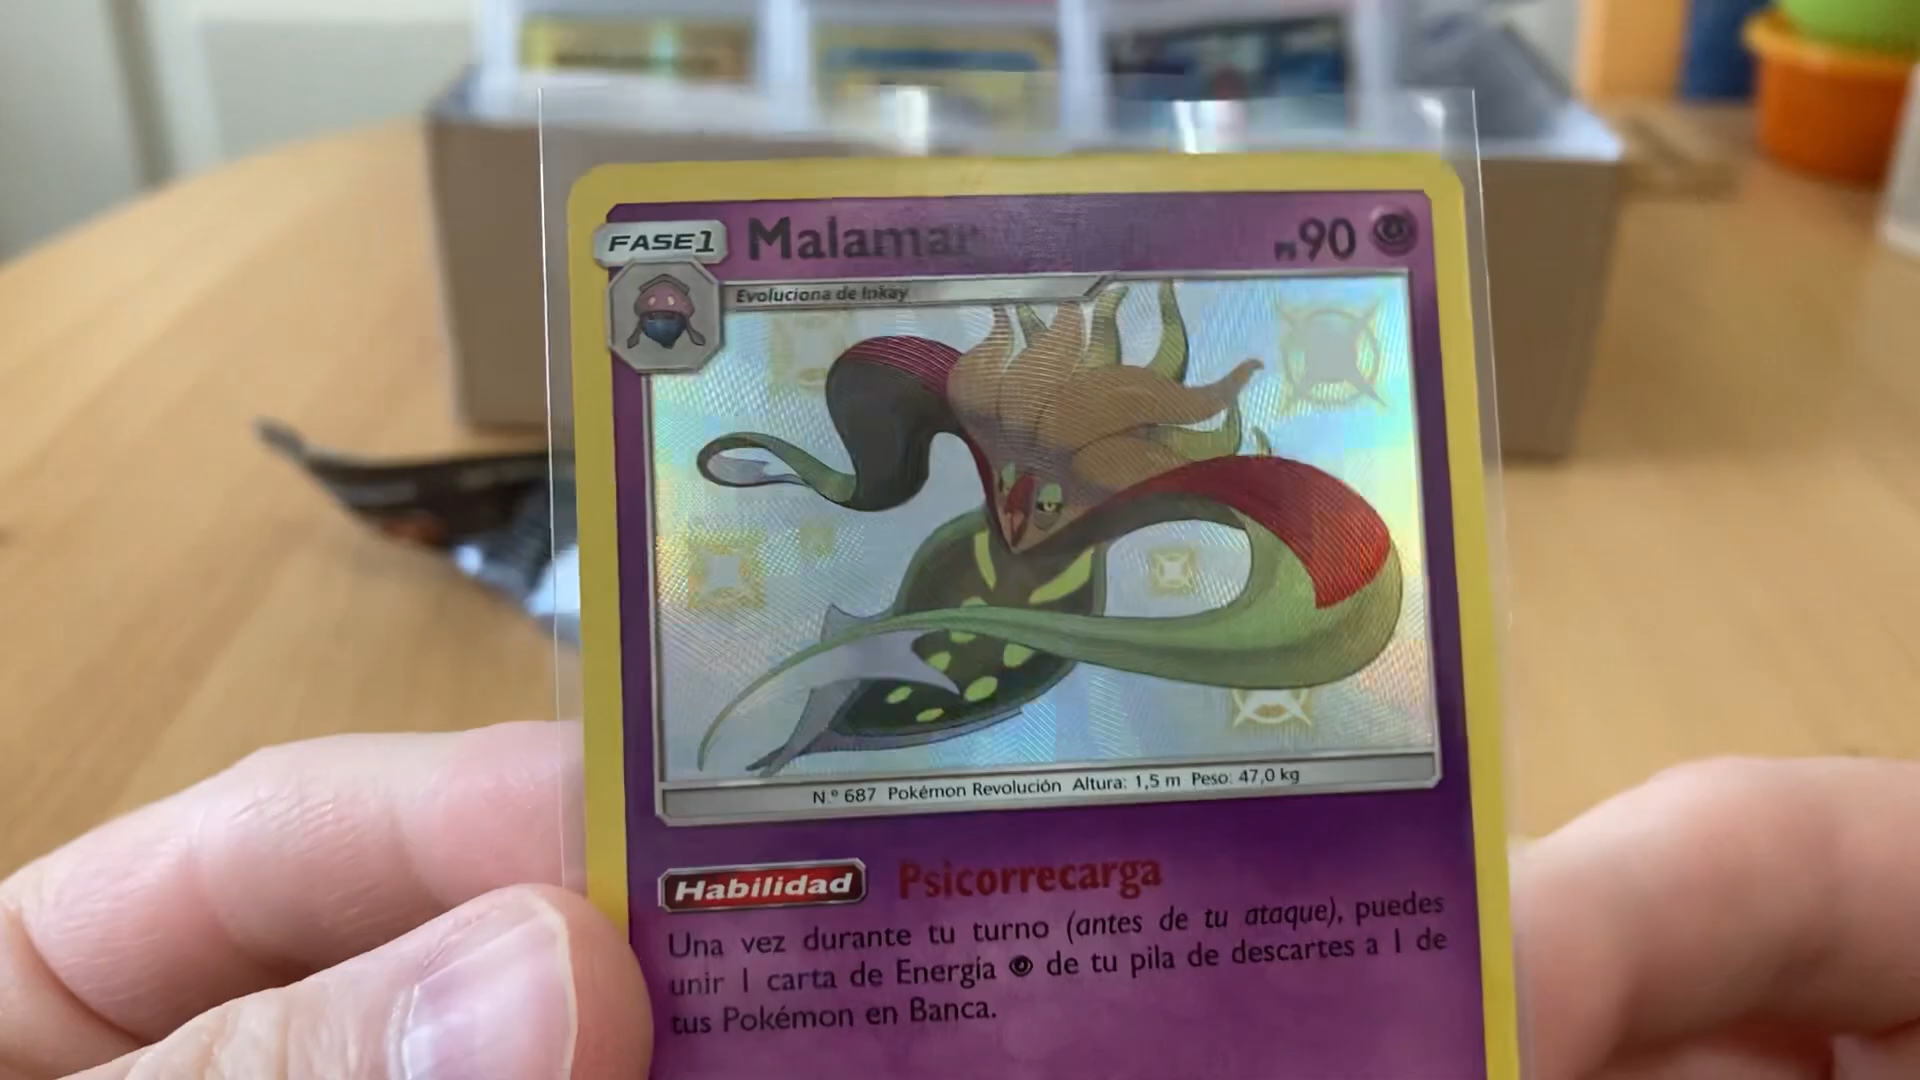 FASE1 Malamar PS90
Evoluciona de Inkay
N.º 687 Pokémon Revolución Altura: 1,5 m Peso: 47,0 kg
Habilidad Psicorrecarga
Una vez durante tu turno (antes de tu ataque), puedes
unir 1 carta de Energía de tu pila de descartes a 1 de
tus Pokémon en Banca.